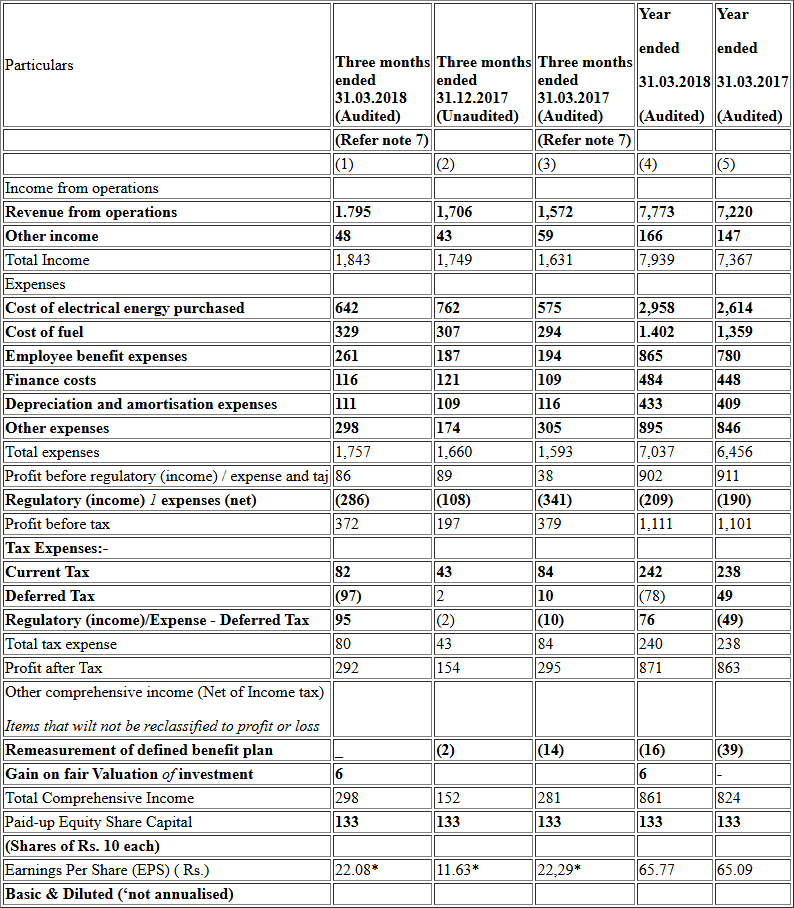 Particulars Three months ended 31.03.2018 (Audited) Three months ended 31.12.2017 (Unaudited) Three months ended 31.03.2017 (Audited) Year ended 31.03.2018 (Audited) Year ended 31.03.2017 (Audited)
(Refer note 7) (Refer note 7)
(1) (2) (3) (4) (5)
Income from operations
Revenue from operations 1.795 1,706 1,572 7,773 7,220
Other income 48 43 59 166 147
Total Income 1,843 1,749 1,631 7,939 7,367
Expenses
Cost of electrical energy purchased 642 762 575 2,958 2,614
Cost of fuel 329 307 294 1.402 1,359
Employee benefit expenses 261 187 194 865 780
Finance costs 116 121 109 484 448
Depreciation and amortisation expenses 111 109 116 433 409
Other expenses 298 174 305 895 846
Total expenses 1,757 1,660 1,593 7,037 6,456
Profit before regulatory (income) / expense and taj 86 89 38 902 911
Regulatory (income) 1 expenses (net) (286) (108) (341) (209) (190)
Profit before tax 372 197 379 1,111 1,101
Tax Expenses:-
Current Tax 82 43 84 242 238
Deferred Tax (97) 2 10 (78) 49
Regulatory (income)/Expense - Deferred Tax 95 (2) (10) 76 (49)
Total tax expense 80 43 84 240 238
Profit after Tax 292 154 295 871 863
Other comprehensive income (Net of Income tax)
Items that wilt not be reclassified to profit or loss
Remeasurement of defined benefit plan _ (2) (14) (16) (39)
Gain on fair Valuation of investment 6 6 -
Total Comprehensive Income 298 152 281 861 824
Paid-up Equity Share Capital 133 133 133 133 133
(Shares of Rs. 10 each)
Earnings Per Share (EPS) ( Rs.) 22.08* 11.63* 22,29* 65.77 65.09
Basic & Diluted (‘not annualised)